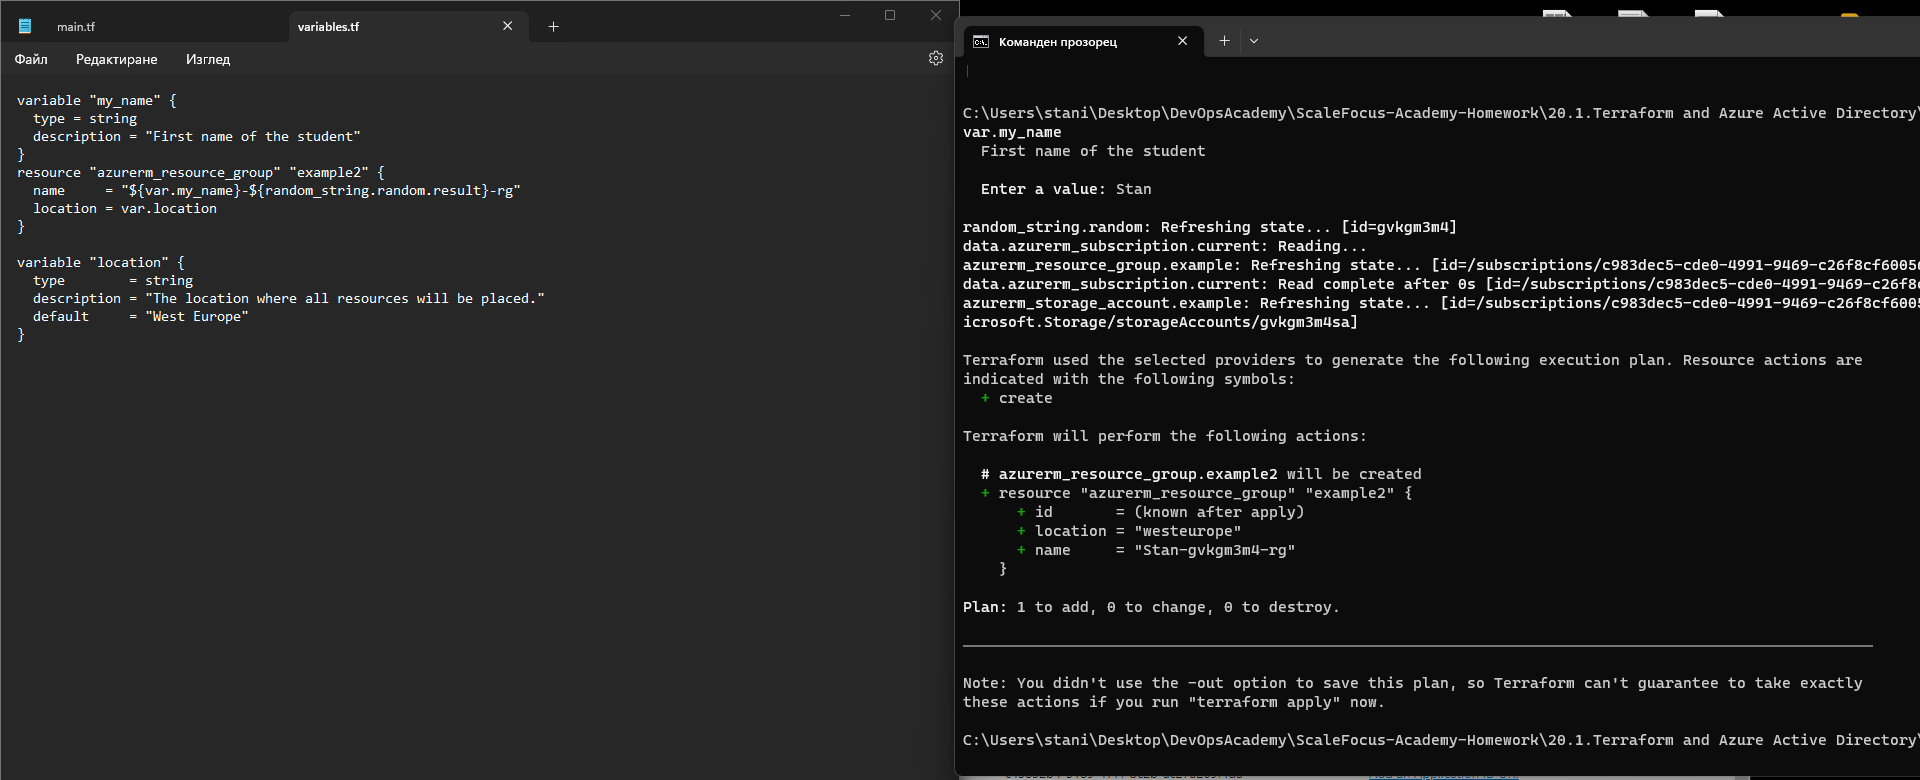 main.tf
variables.tf
Файл
Редактиране
Изглед
variable "my_name" {
type = string
description = "First name of the student"
}
resource "azurerm_resource_group" "example2" {
name     = "${var.my_name}-${random_string.random.result}-rg"
location = var.location
}
variable "location" {
type        = string
description = "The location where all resources will be placed."
default     = "West Europe"
}
Команден прозорец
C:\Users\stani\Desktop\DevOpsAcademy\ScaleFocus-Academy-Homework\20.1.Terraform and Azure Active Directory\
var.my_name
First name of the student
Enter a value: Stan
random_string.random: Refreshing state... [id=gvkgm3m4]
data.azurerm_subscription.current: Reading...
azurerm_resource_group.example: Refreshing state... [id=/subscriptions/c983dec5-cde0-4991-9469-c26f8cf6005
data.azurerm_subscription.current: Read complete after 0s [id=/subscriptions/c983dec5-cde0-4991-9469-c26f8c
azurerm_storage_account.example: Refreshing state... [id=/subscriptions/c983dec5-cde0-4991-9469-c26f8cf6005
icrosoft.Storage/storageAccounts/gvkgm3m4sa]
Terraform used the selected providers to generate the following execution plan. Resource actions are
indicated with the following symbols:
+ create
Terraform will perform the following actions:
# azurerm_resource_group.example2 will be created
+ resource "azurerm_resource_group" "example2" {
+ id       = (known after apply)
+ location = "westeurope"
+ name     = "Stan-gvkgm3m4-rg"
}
Plan: 1 to add, 0 to change, 0 to destroy.
Note: You didn't use the -out option to save this plan, so Terraform can't guarantee to take exactly
these actions if you run "terraform apply" now.
C:\Users\stani\Desktop\DevOpsAcademy\ScaleFocus-Academy-Homework\20.1.Terraform and Azure Active Directory\